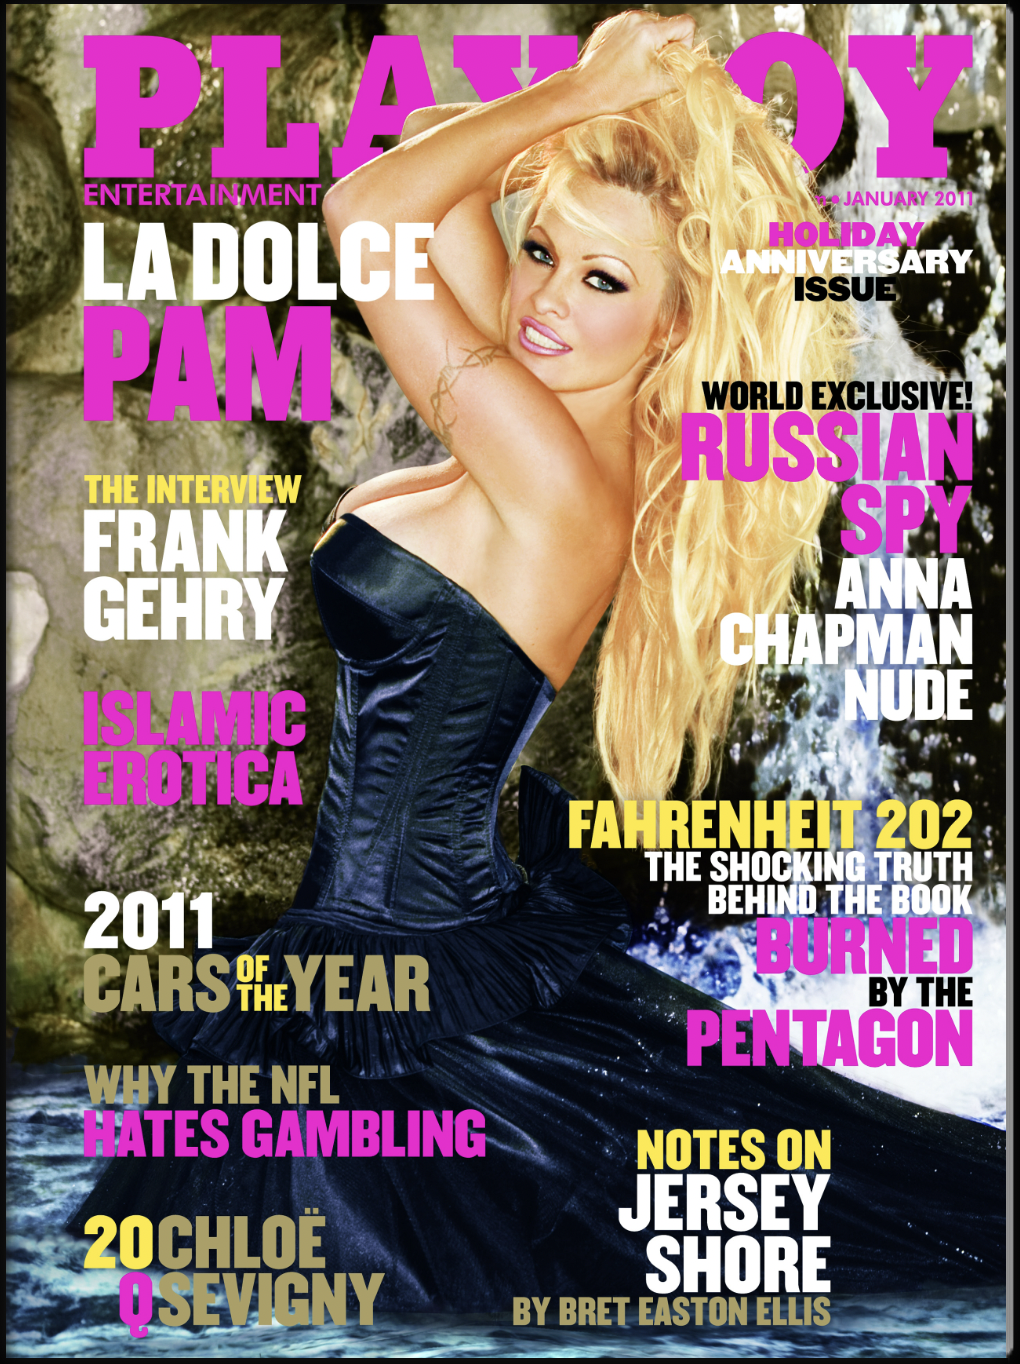 PLAYBOY
ENTERTAINMENT
JANUARY 2011
HOLIDAY
ANNIVERSARY
ISSUE
LA DOLCE
PAM
WORLD EXCLUSIVE!
RUSSIAN
SPY
ANNA
CHAPMAN
NUDE
THE INTERVIEW
FRANK
GEHRY
ISLAMIC
EROTICA
FAHRENHEIT 202
THE SHOCKING TRUTH
BEHIND THE BOOK
BURNED
BY THE
PENTAGON
2011
CARS OF THE YEAR
WHY THE NFL
HATES GAMBLING
NOTES ON
JERSEY
SHORE
BY BRET EASTON ELLIS
20 CHLOË
Q SEVIGNY